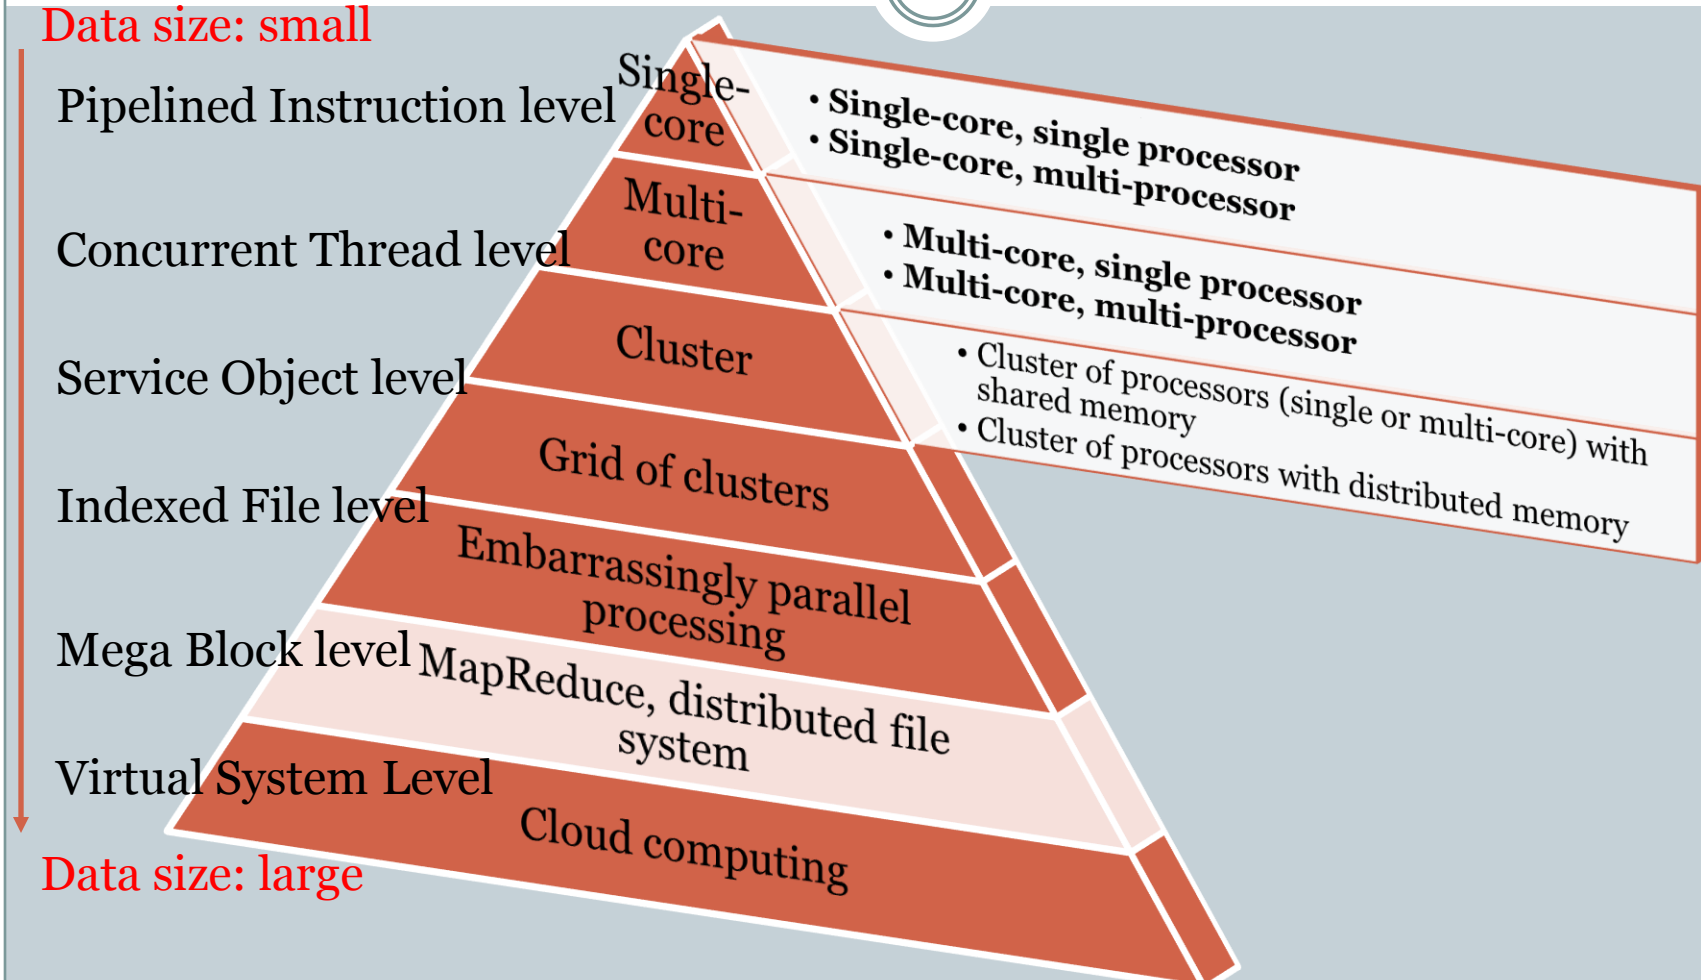 Data size: small
Pipelined Instruction level
Concurrent Thread level
Service Object level
Indexed File level
Mega Block level
Virtual System Level
Data size: large
Single-
core
Multi-
core
Cluster
Grid of clusters
Embarrassingly parallel
processing
MapReduce, distributed file
system
Cloud computing
• Single-core, single processor
• Single-core, multi-processor
• Multi-core, single processor
• Multi-core, multi-processor
• Cluster of processors (single or multi-core) with
shared memory
• Cluster of processors with distributed memory